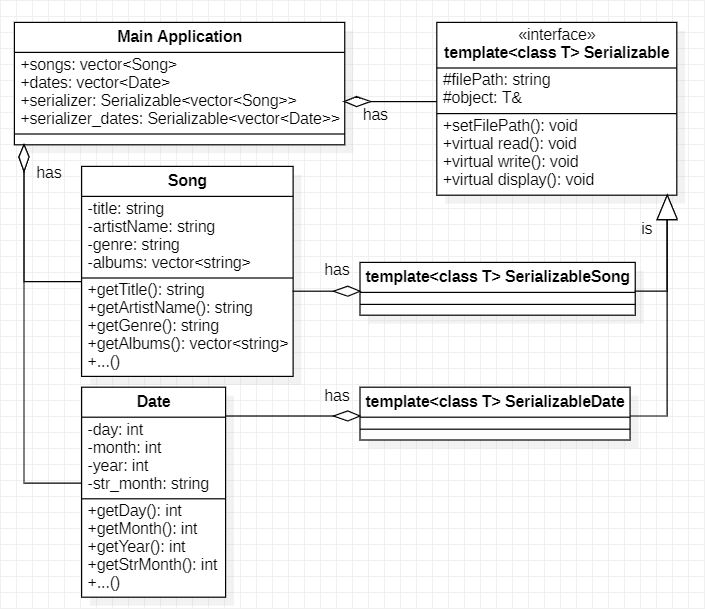 Main Application
+songs: vector<Song>
+dates: vector<Date>
+serializer: Serializable<vector<Song>>
+serializer_dates: Serializable<vector<Date>>
has
«interface»
template<class T> Serializable
#filePath: string
#object: T&
+setFilePath(): void
+virtual read(): void
+virtual write(): void
+virtual display(): void
has
Song
-title: string
-artistName: string
-genre: string
-albums: vector<string>
+getTitle(): string
+getArtistName(): string
+getGenre(): string
+getAlbums(): vector<string>
+...()
is
has
template<class T> SerializableSong
Date
-day: int
-month: int
-year: int
-str_month: string
+getDay(): int
+getMonth(): int
+getYear(): int
+getStrMonth(): int
+...()
has
template<class T> SerializableDate